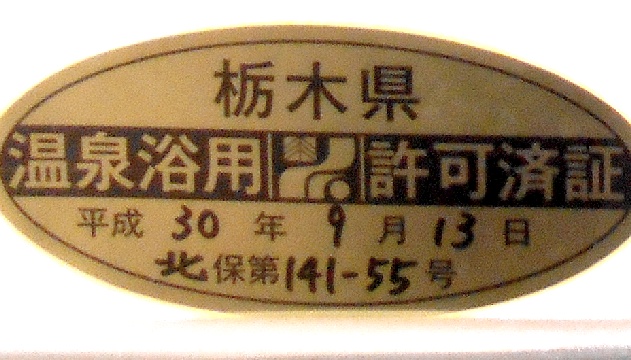 栃木県
温泉浴用 許可済証
平成 30 年 9 月 13 日
北保第141-55号